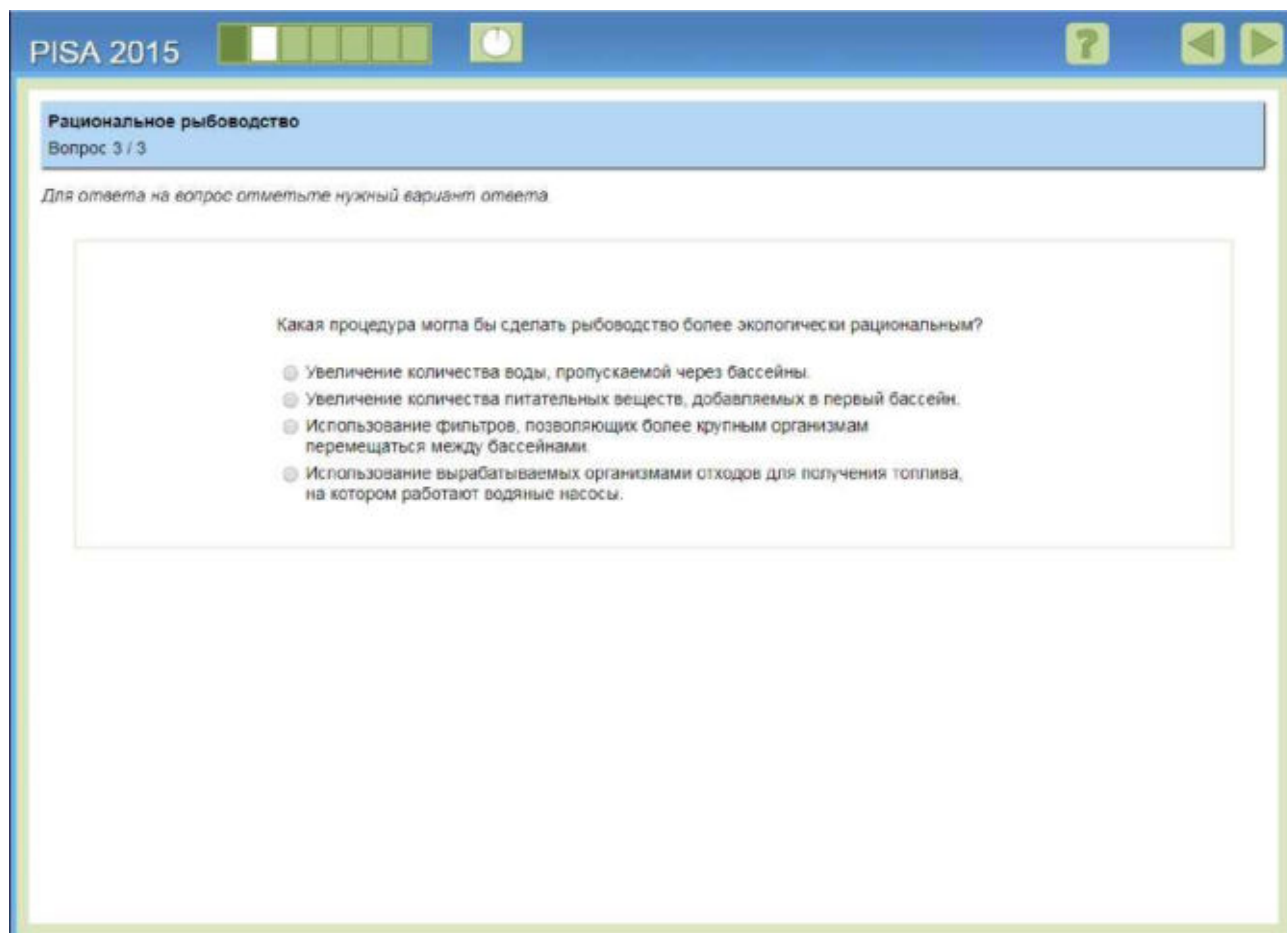 PISA 2015
?
Рациональное рыбоводство
Вопрос 3 / 3
Для ответа на вопрос отметьте нужный вариант ответа
Какая процедура могла бы сделать рыбоводство более экологически рациональным?
Увеличение количества воды, пропускаемой через бассейны.
Увеличение количества питательных веществ, добавляемых в первый бассейн.
Использование фильтров, позволяющих более крупным организмам
перемещаться между бассейнами.
Использование вырабатываемых организмами отходов для получения топлива,
на котором работают водяные насосы.